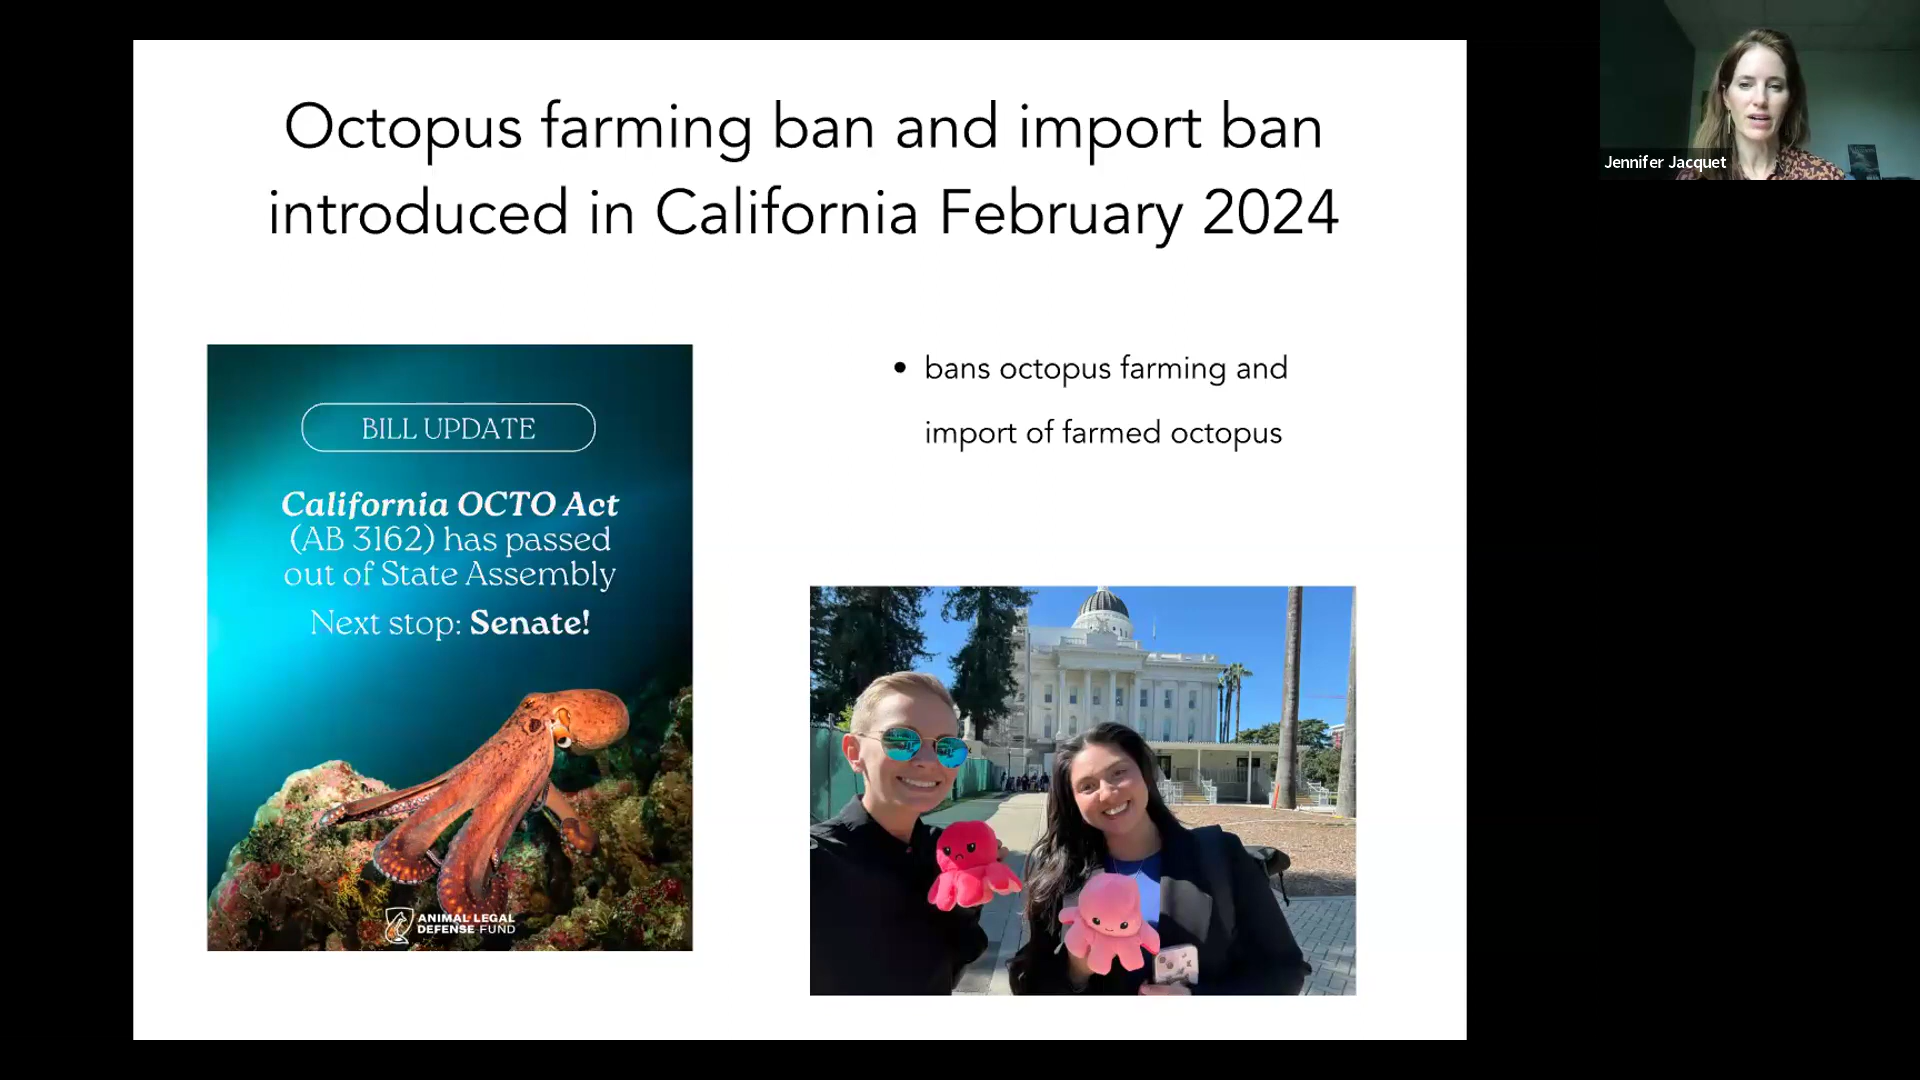 Octopus farming ban and import ban
introduced in California February 2024
Jennifer Jacquet
BILL UPDATE
California OCTO Act
(AB 3162) has passed
out of State Assembly
Next stop: Senate!
ANIMAL LEGAL
DEFENSE FUND
• bans octopus farming and
import of farmed octopus